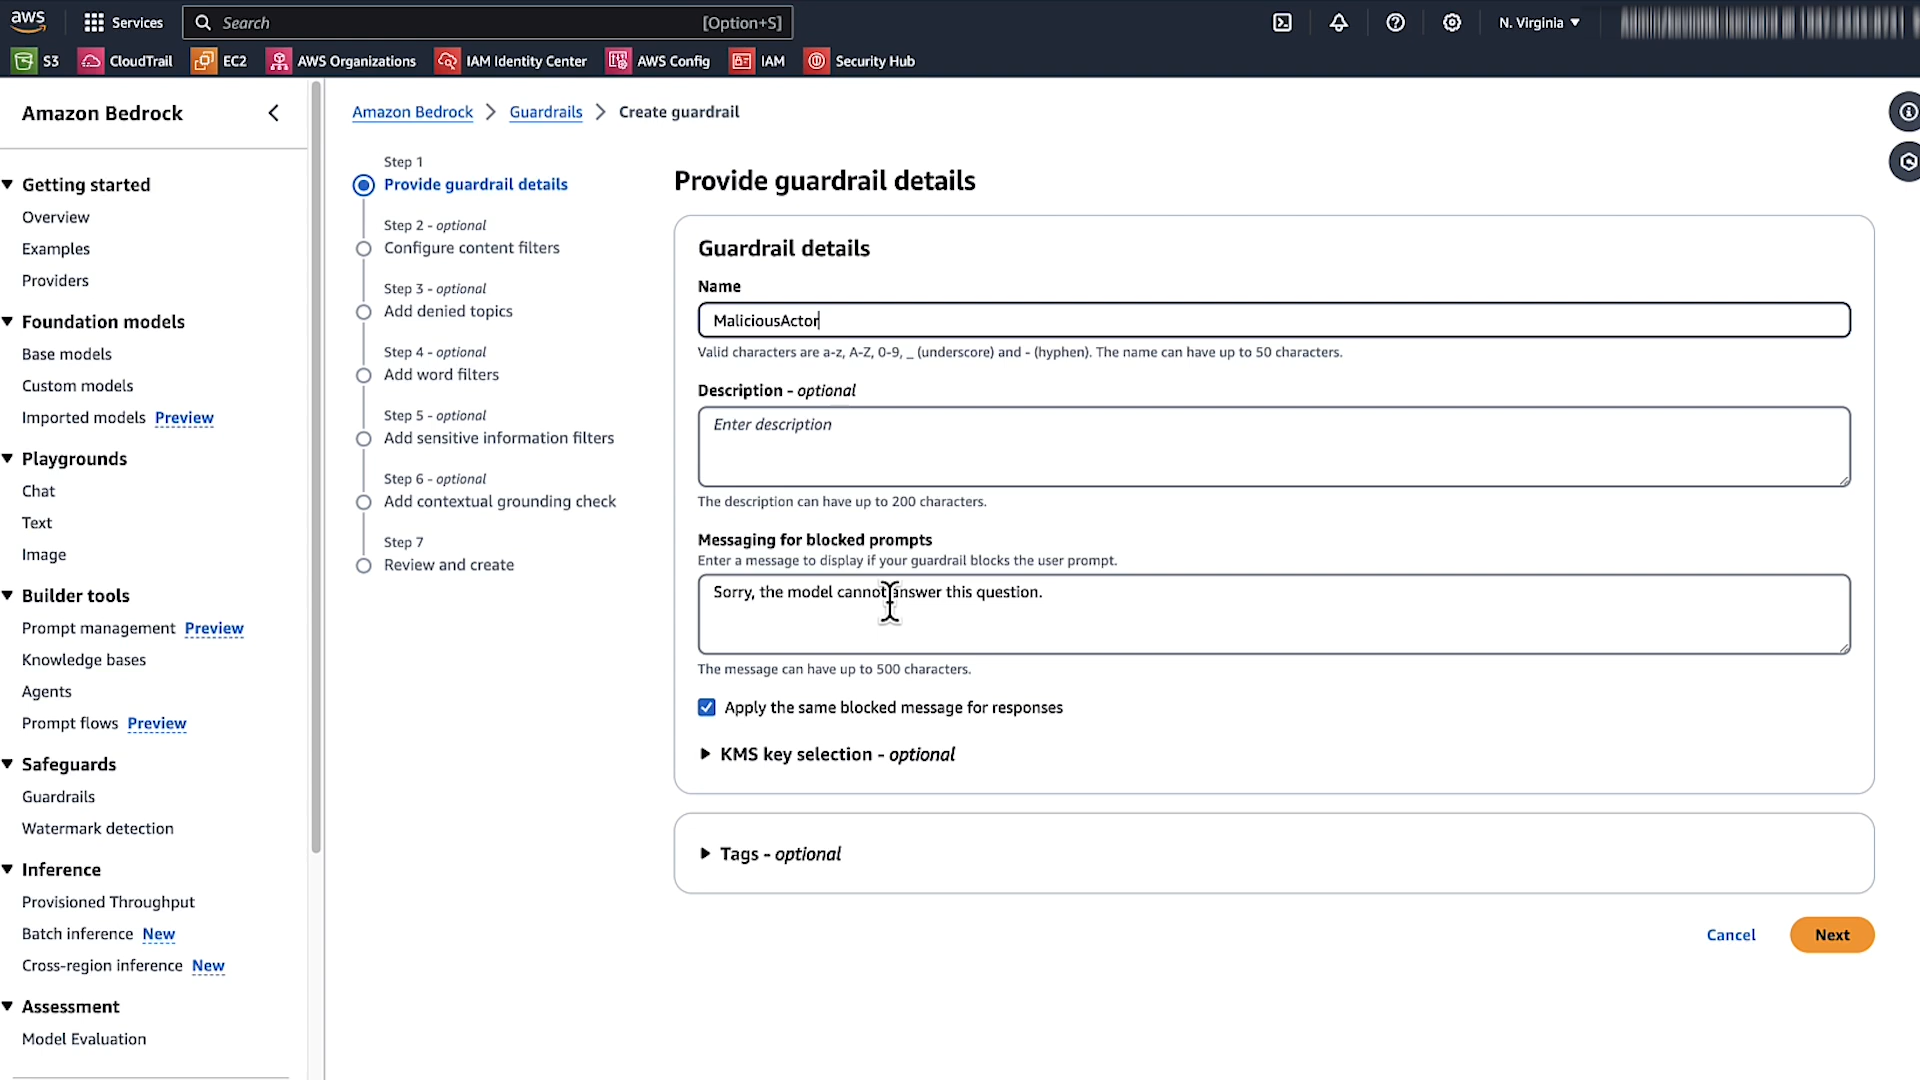 aws
Services
Search
[Option+S]
N. Virginia
S3
CloudTrail
EC2
AWS Organizations
IAM Identity Center
AWS Config
IAM
Security Hub
Amazon Bedrock
Getting started
Overview
Examples
Providers
Foundation models
Base models
Custom models
Imported models Preview
Playgrounds
Chat
Text
Image
Builder tools
Prompt management Preview
Knowledge bases
Agents
Prompt flows Preview
Safeguards
Guardrails
Watermark detection
Inference
Provisioned Throughput
Batch inference New
Cross-region inference New
Assessment
Model Evaluation
Amazon Bedrock
Guardrails
Create guardrail
Step 1
Provide guardrail details
Step 2 - optional
Configure content filters
Step 3 - optional
Add denied topics
Step 4 - optional
Add word filters
Step 5 - optional
Add sensitive information filters
Step 6 - optional
Add contextual grounding check
Step 7
Review and create
Provide guardrail details
Guardrail details
Name
MaliciousActor
Valid characters are a-z, A-Z, 0-9, _ (underscore) and - (hyphen). The name can have up to 50 characters.
Description - optional
Enter description
The description can have up to 200 characters.
Messaging for blocked prompts
Enter a message to display if your guardrail blocks the user prompt.
Sorry, the model cannot answer this question.
The message can have up to 500 characters.
Apply the same blocked message for responses
KMS key selection - optional
Tags - optional
Cancel
Next